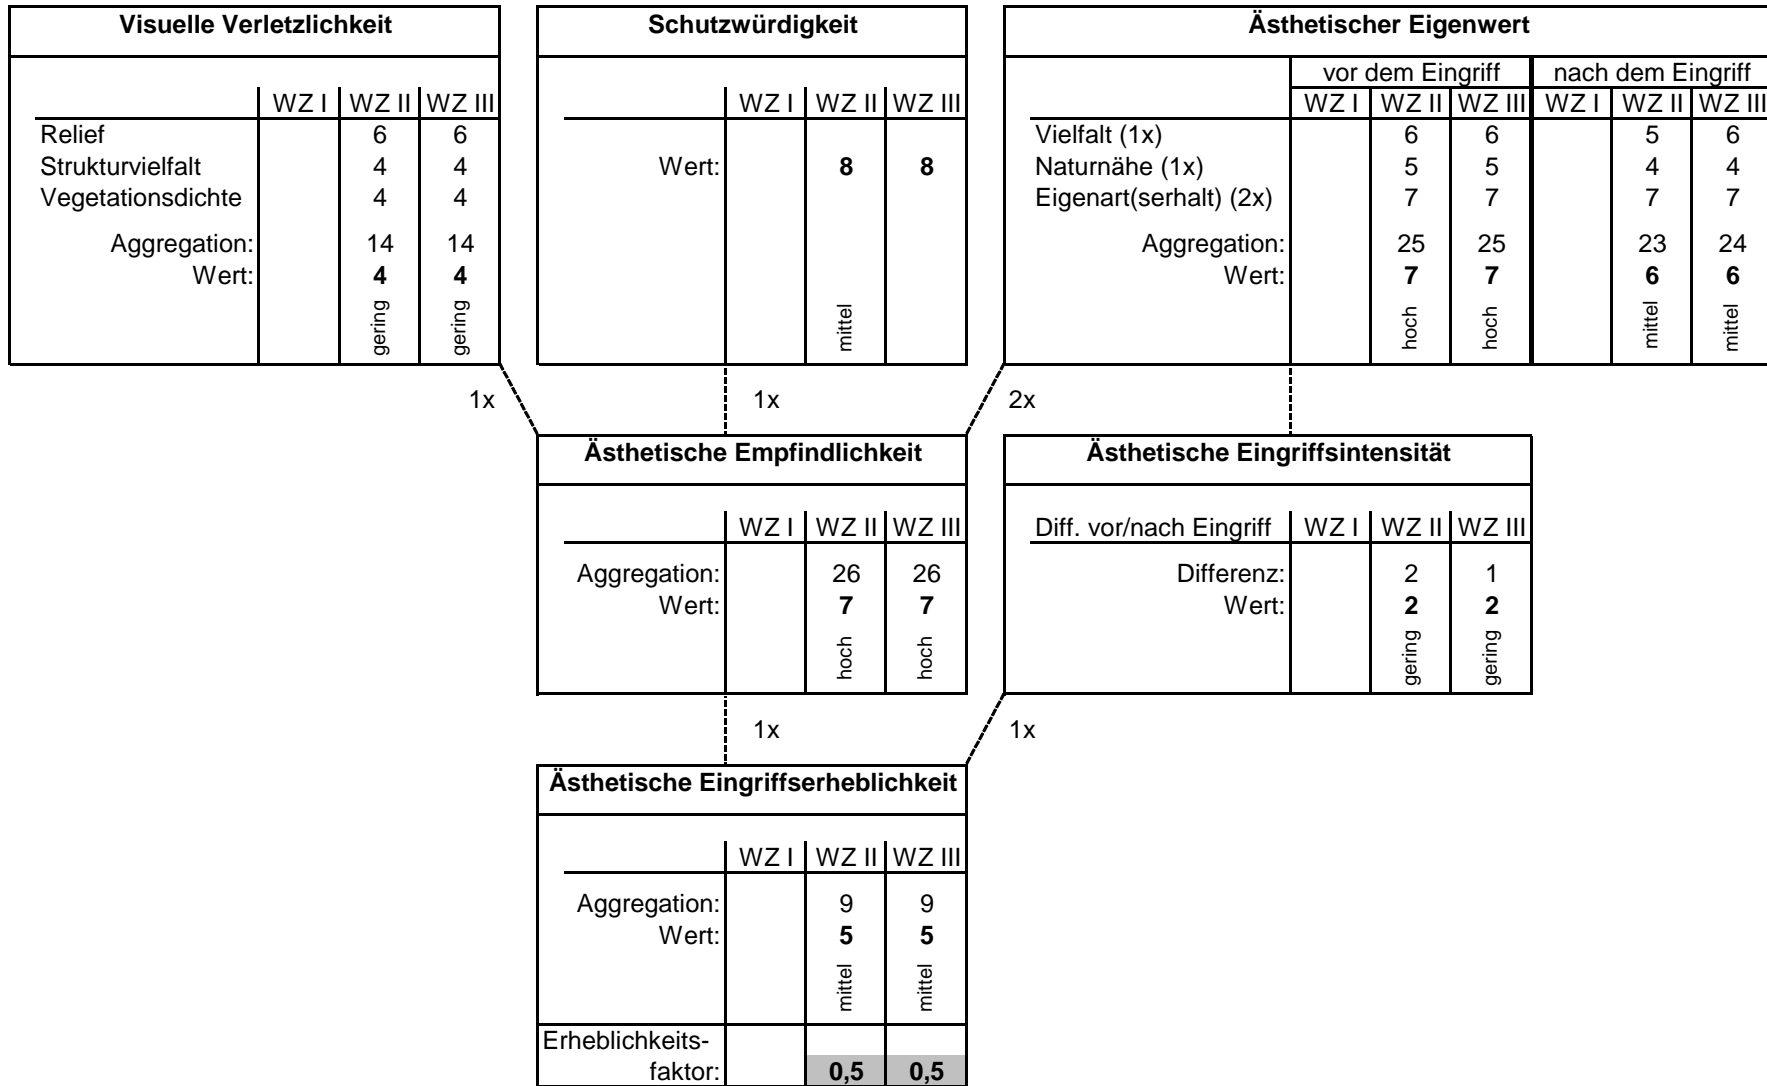 Visuelle Verletzlichkeit
WZ I WZ II WZ III
Relief 6 6
Strukturvielfalt 4 4
Vegetationsdichte 4 4
Aggregation: 14 14
Wert: 4 4
gering gering
Schutzwürdigkeit
WZ I WZ II WZ III
Wert: 8 8
mittel
Ästhetischer Eigenwert
vor dem Eingriff nach dem Eingriff
WZ I WZ II WZ III WZ I WZ II WZ III
Vielfalt (1x) 6 6 5 6
Naturnähe (1x) 5 5 4 4
Eigenart(serhalt) (2x) 7 7 7 7
Aggregation: 25 25 23 24
Wert: 7 7 6 6
hoch hoch mittel mittel
1x 1x 2x
Ästhetische Empfindlichkeit
WZ I WZ II WZ III
Aggregation: 26 26
Wert: 7 7
hoch hoch
Ästhetische Eingriffsintensität
Diff. vor/nach Eingriff WZ I WZ II WZ III
Differenz: 2 1
Wert: 2 2
gering gering
1x 1x
Ästhetische Eingriffserheblichkeit
WZ I WZ II WZ III
Aggregation: 9 9
Wert: 5 5
mittel mittel
Erheblichkeits-
faktor: 0,5 0,5